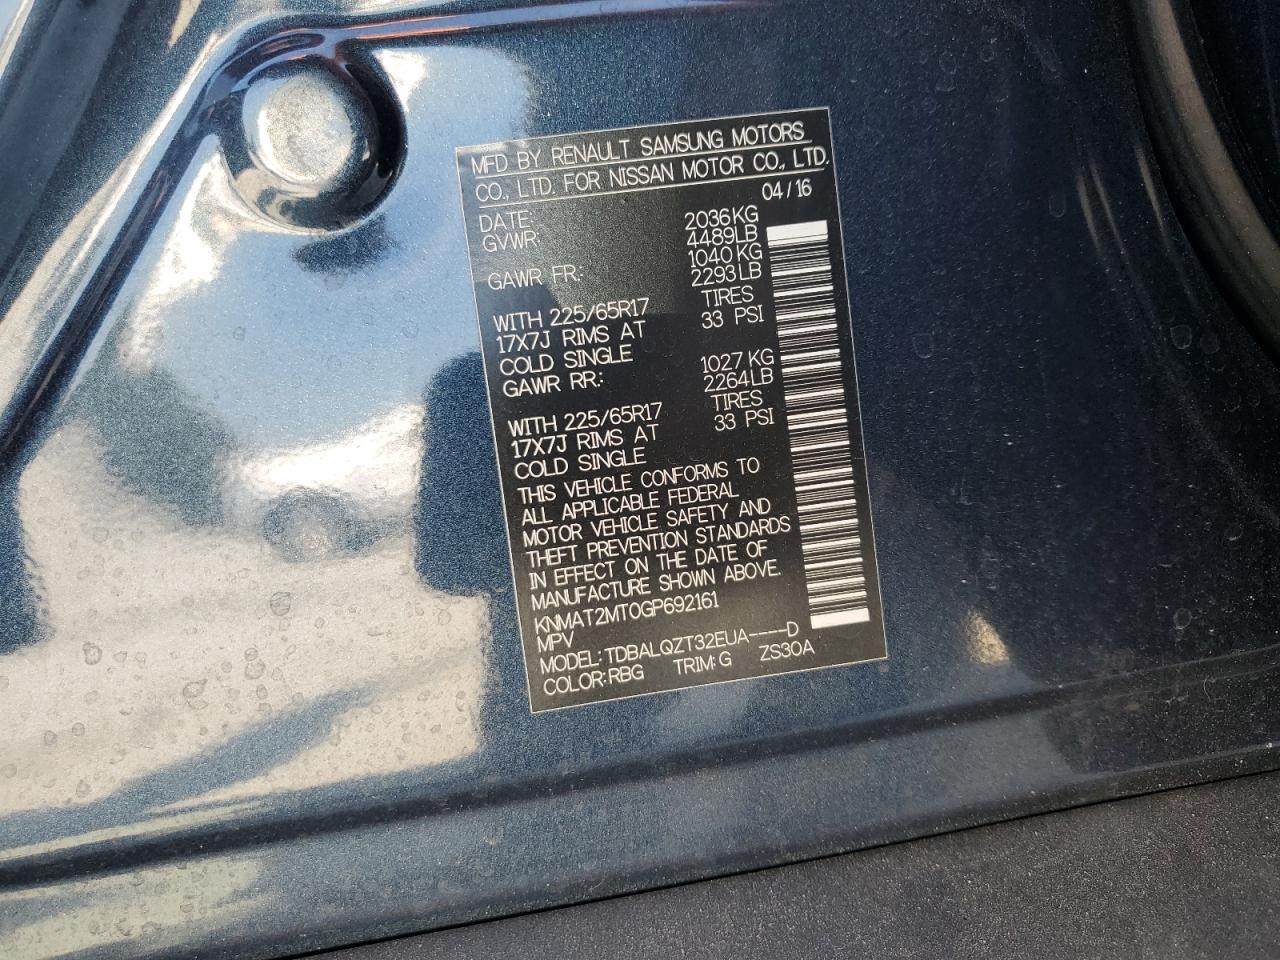 MFD BY RENAULT SAMSUNG MOTORS
CO., LTD. FOR NISSAN MOTOR CO., LTD.
DATE: 04/16
GVWR: 2036KG
4489LB
GAWR FR: 1040KG
2293LB
WITH 225/65R17 TIRES
17X7J RIMS AT 33 PSI
COLD SINGLE
GAWR RR: 1027KG
2264LB
WITH 225/65R17 TIRES
17X7J RIMS AT 33 PSI
COLD SINGLE
THIS VEHICLE CONFORMS TO
ALL APPLICABLE FEDERAL
MOTOR VEHICLE SAFETY AND
THEFT PREVENTION STANDARDS
IN EFFECT ON THE DATE OF
MANUFACTURE SHOWN ABOVE.
KNMAT2MT0GP692161
MPV
MODEL:TDBALQZT32EUA----D
COLOR:RBG TRIM:G ZS30A